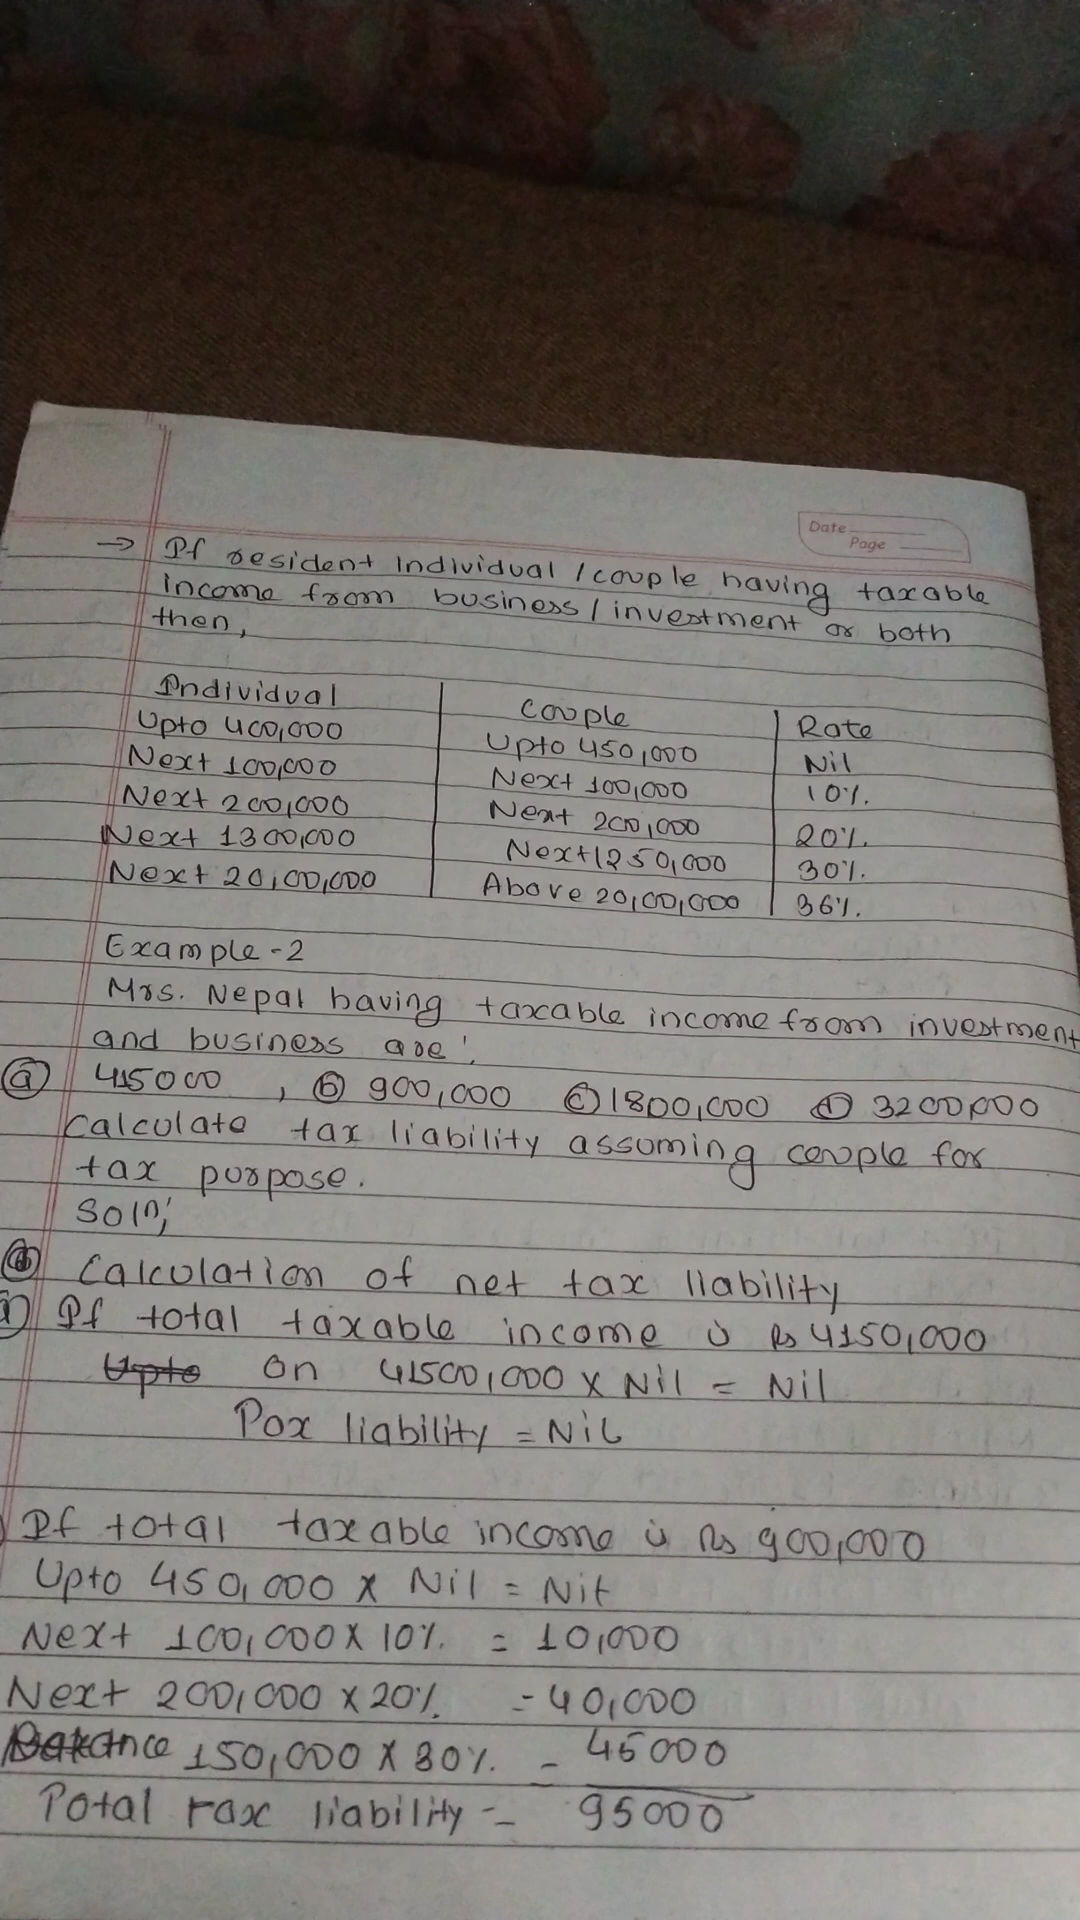 Date
Page
→ If resident individual / couple having taxable
income from business / investment or both
then,
Individual Couple Rate
Upto 400,000 Upto 450,000 Nil
Next 100,000 Next 100,000 10%.
Next 200,000 Next 200,000 20%.
Next 1300,000 Next 1250,000 30%.
Next 20,00,000 Above 20,00,000 36%.
Example - 2
Mrs. Nepal having taxable income from investment
and business are:
(a) 415000, (b) 900,000 (c) 1800,000 (d) 3200,000
Calculate tax liability assuming couple for
tax purpose.
Soln;
Calculation of net tax liability
If total taxable income is Rs 4150,000
Upto on 41500,000 x Nil = Nil
Tax liability = Nil
If total taxable income is Rs 900,000
Upto 450,000 x Nil = Nil
Next 100,000 x 10%. = 10,000
Next 200,000 x 20%. = 40,000
Balance 150,000 x 30%. = 45000
Total tax liability = 95000